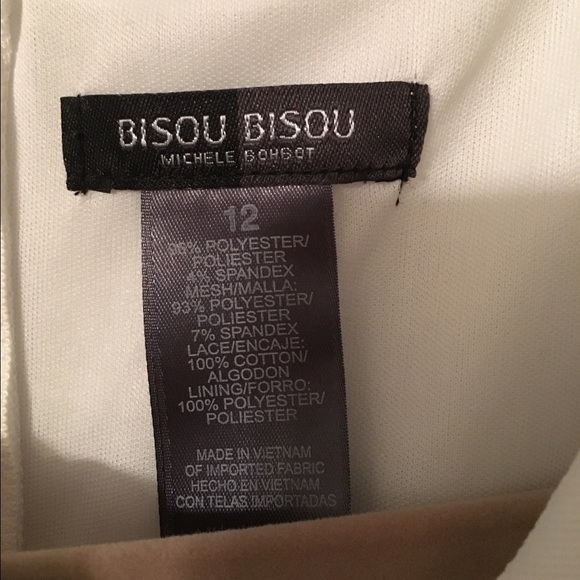 BISOU BISOU
MICHELE BOHBOT
12
96% POLYESTER/
POLIESTER
4% SPANDEX
MESH/MALLA:
93% POLYESTER/
POLIESTER
7% SPANDEX
LACE/ENCAJE:
100% COTTON/
ALGODON
LINING/FORRO:
100% POLYESTER/
POLIESTER
MADE IN VIETNAM
OF IMPORTED FABRIC
HECHO EN VIETNAM
CON TELAS IMPORTADAS